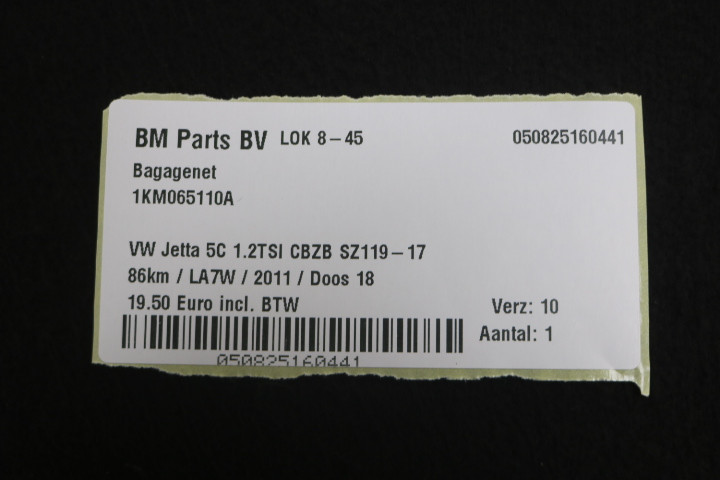 BM Parts BV LOK 8-45 050825160441
Bagagenet
1KM065110A
VW Jetta 5C 1.2TSI CBZB SZ119-17
86km / LA7W / 2011 / Doos 18
19.50 Euro incl. BTW Verz: 10
Aantal: 1
050825160441